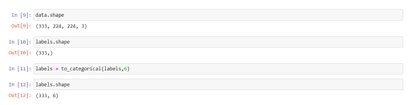 In [9]: data.shape
Out[9]: (333, 224, 224, 3)
In [10]: labels.shape
Out[10]: (333,)
In [11]: labels = to_categorical(labels,6)
In [12]: labels.shape
Out[12]: (333, 6)